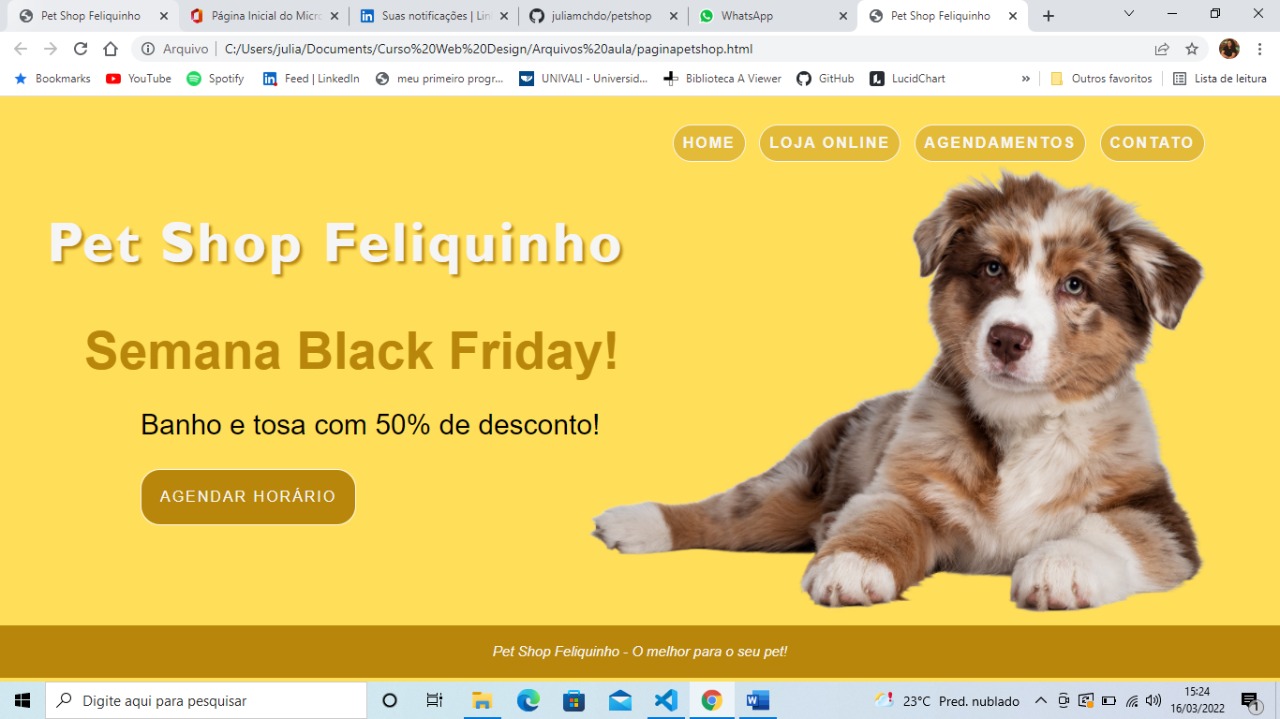 Pet Shop Feliquinho
Página Inicial do Micro
Suas notificações | Lin
juliamchdo/petshop
WhatsApp
Pet Shop Feliquinho
Arquivo | C:/Users/julia/Documents/Curso%20Web%20Design/Arquivos%20aula/paginapetshop.html
Bookmarks YouTube Spotify Feed | LinkedIn meu primeiro progr... UNIVALI - Universid... Biblioteca A Viewer GitHub LucidChart » Outros favoritos Lista de leitura
HOME LOJA ONLINE AGENDAMENTOS CONTATO
Pet Shop Feliquinho
Semana Black Friday!
Banho e tosa com 50% de desconto!
AGENDAR HORÁRIO
Pet Shop Feliquinho - O melhor para o seu pet!
Digite aqui para pesquisar
23°C Pred. nublado
15:24
16/03/2022
1